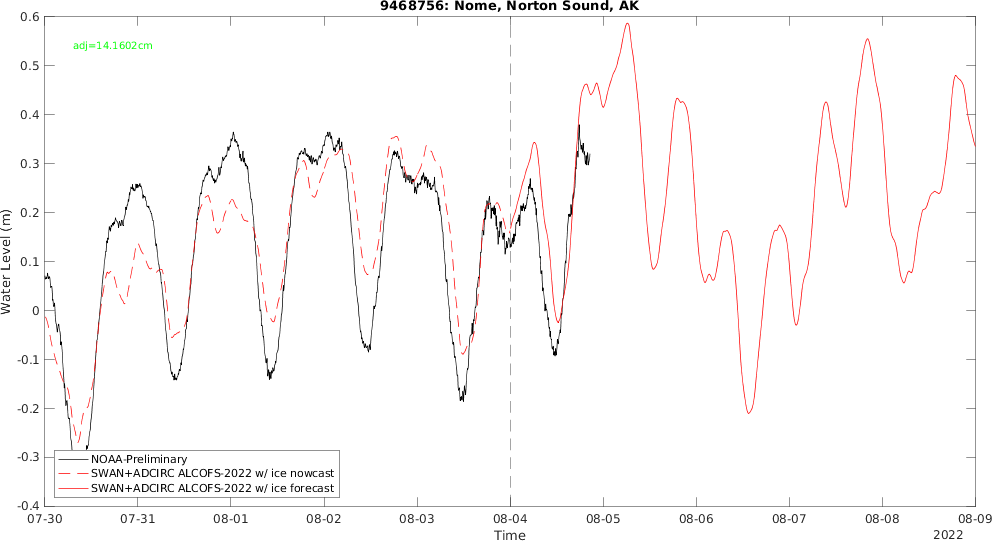 9468756: Nome, Norton Sound, AK
adj=14.1602cm
Water Level (m)
0.6
0.5
0.4
0.3
0.2
0.1
0
-0.1
-0.2
-0.3
-0.4
NOAA-Preliminary
SWAN+ADCIRC ALCOFS-2022 w/ ice nowcast
SWAN+ADCIRC ALCOFS-2022 w/ ice forecast
07-30 07-31 08-01 08-02 08-03 08-04 08-05 08-06 08-07 08-08 08-09
Time
2022